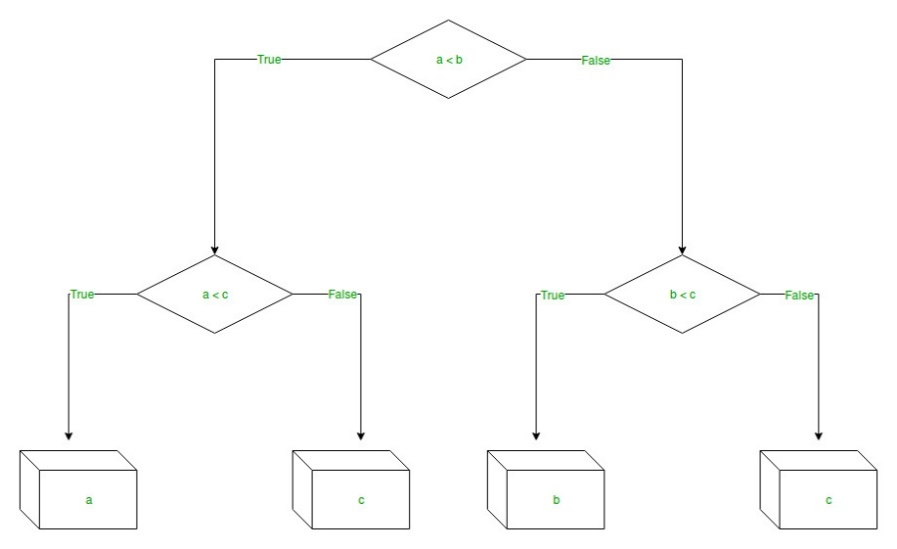 a < b
True
False
a < c
b < c
True
False
True
False
a
c
b
c